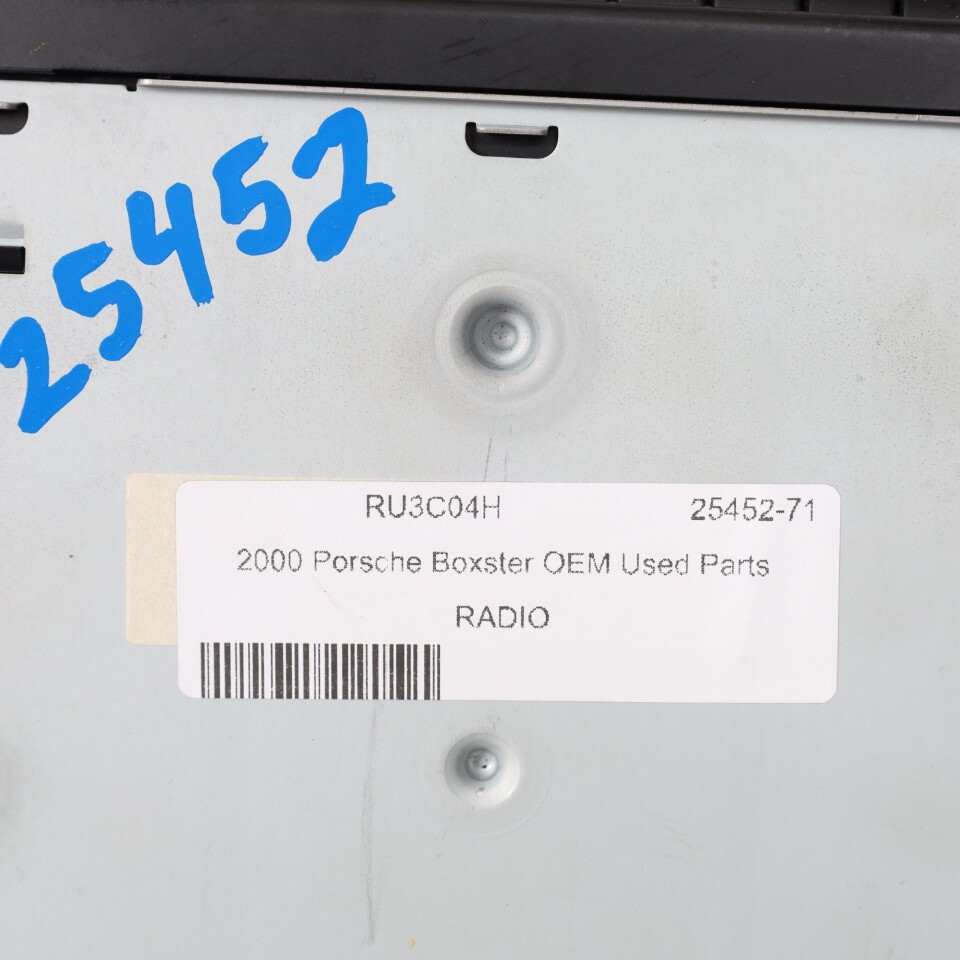 25452
RU3C04H 25452-71
2000 Porsche Boxster OEM Used Parts
RADIO